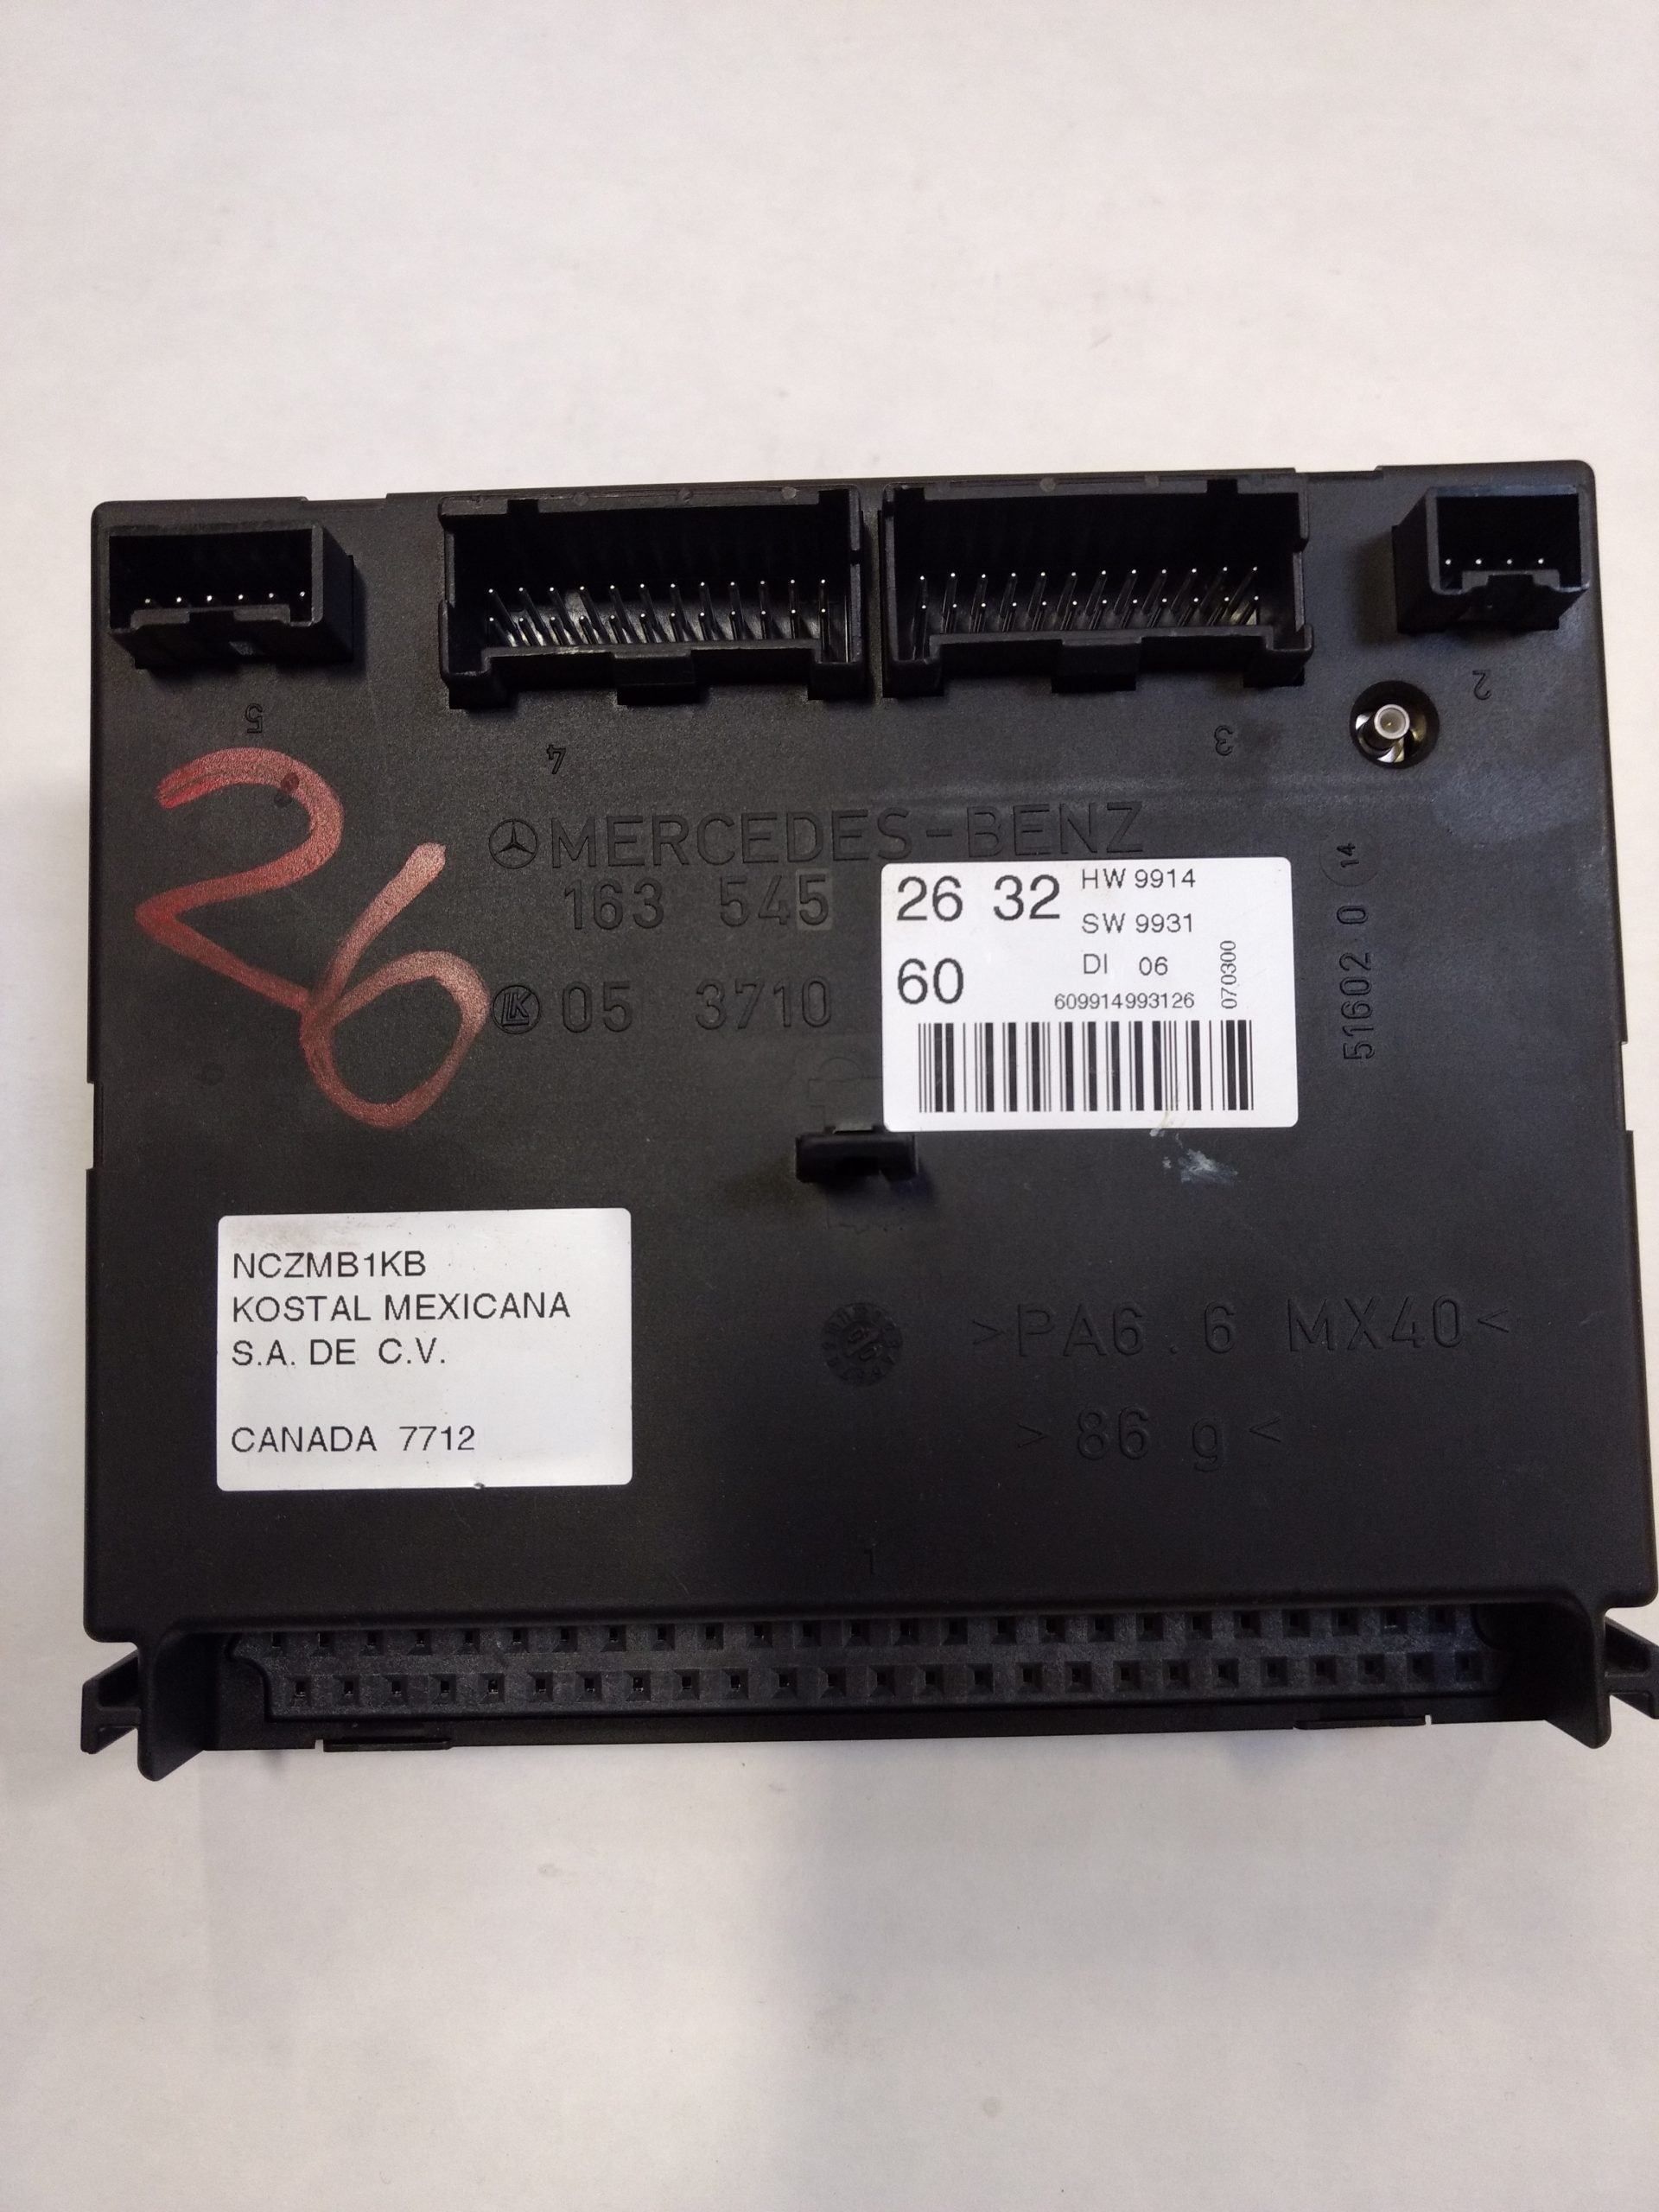 5
4
3
2
26
MERCEDES-BENZ
163 545
26 32
HW 9914
SW 9931
60
DI 06
609914993126
070300
LK 05 3710
14
51602 0
NCZMB1KB
KOSTAL MEXICANA
S.A. DE C.V.
CANADA 7712
>PA6.6 MX40<
>86 g<
1